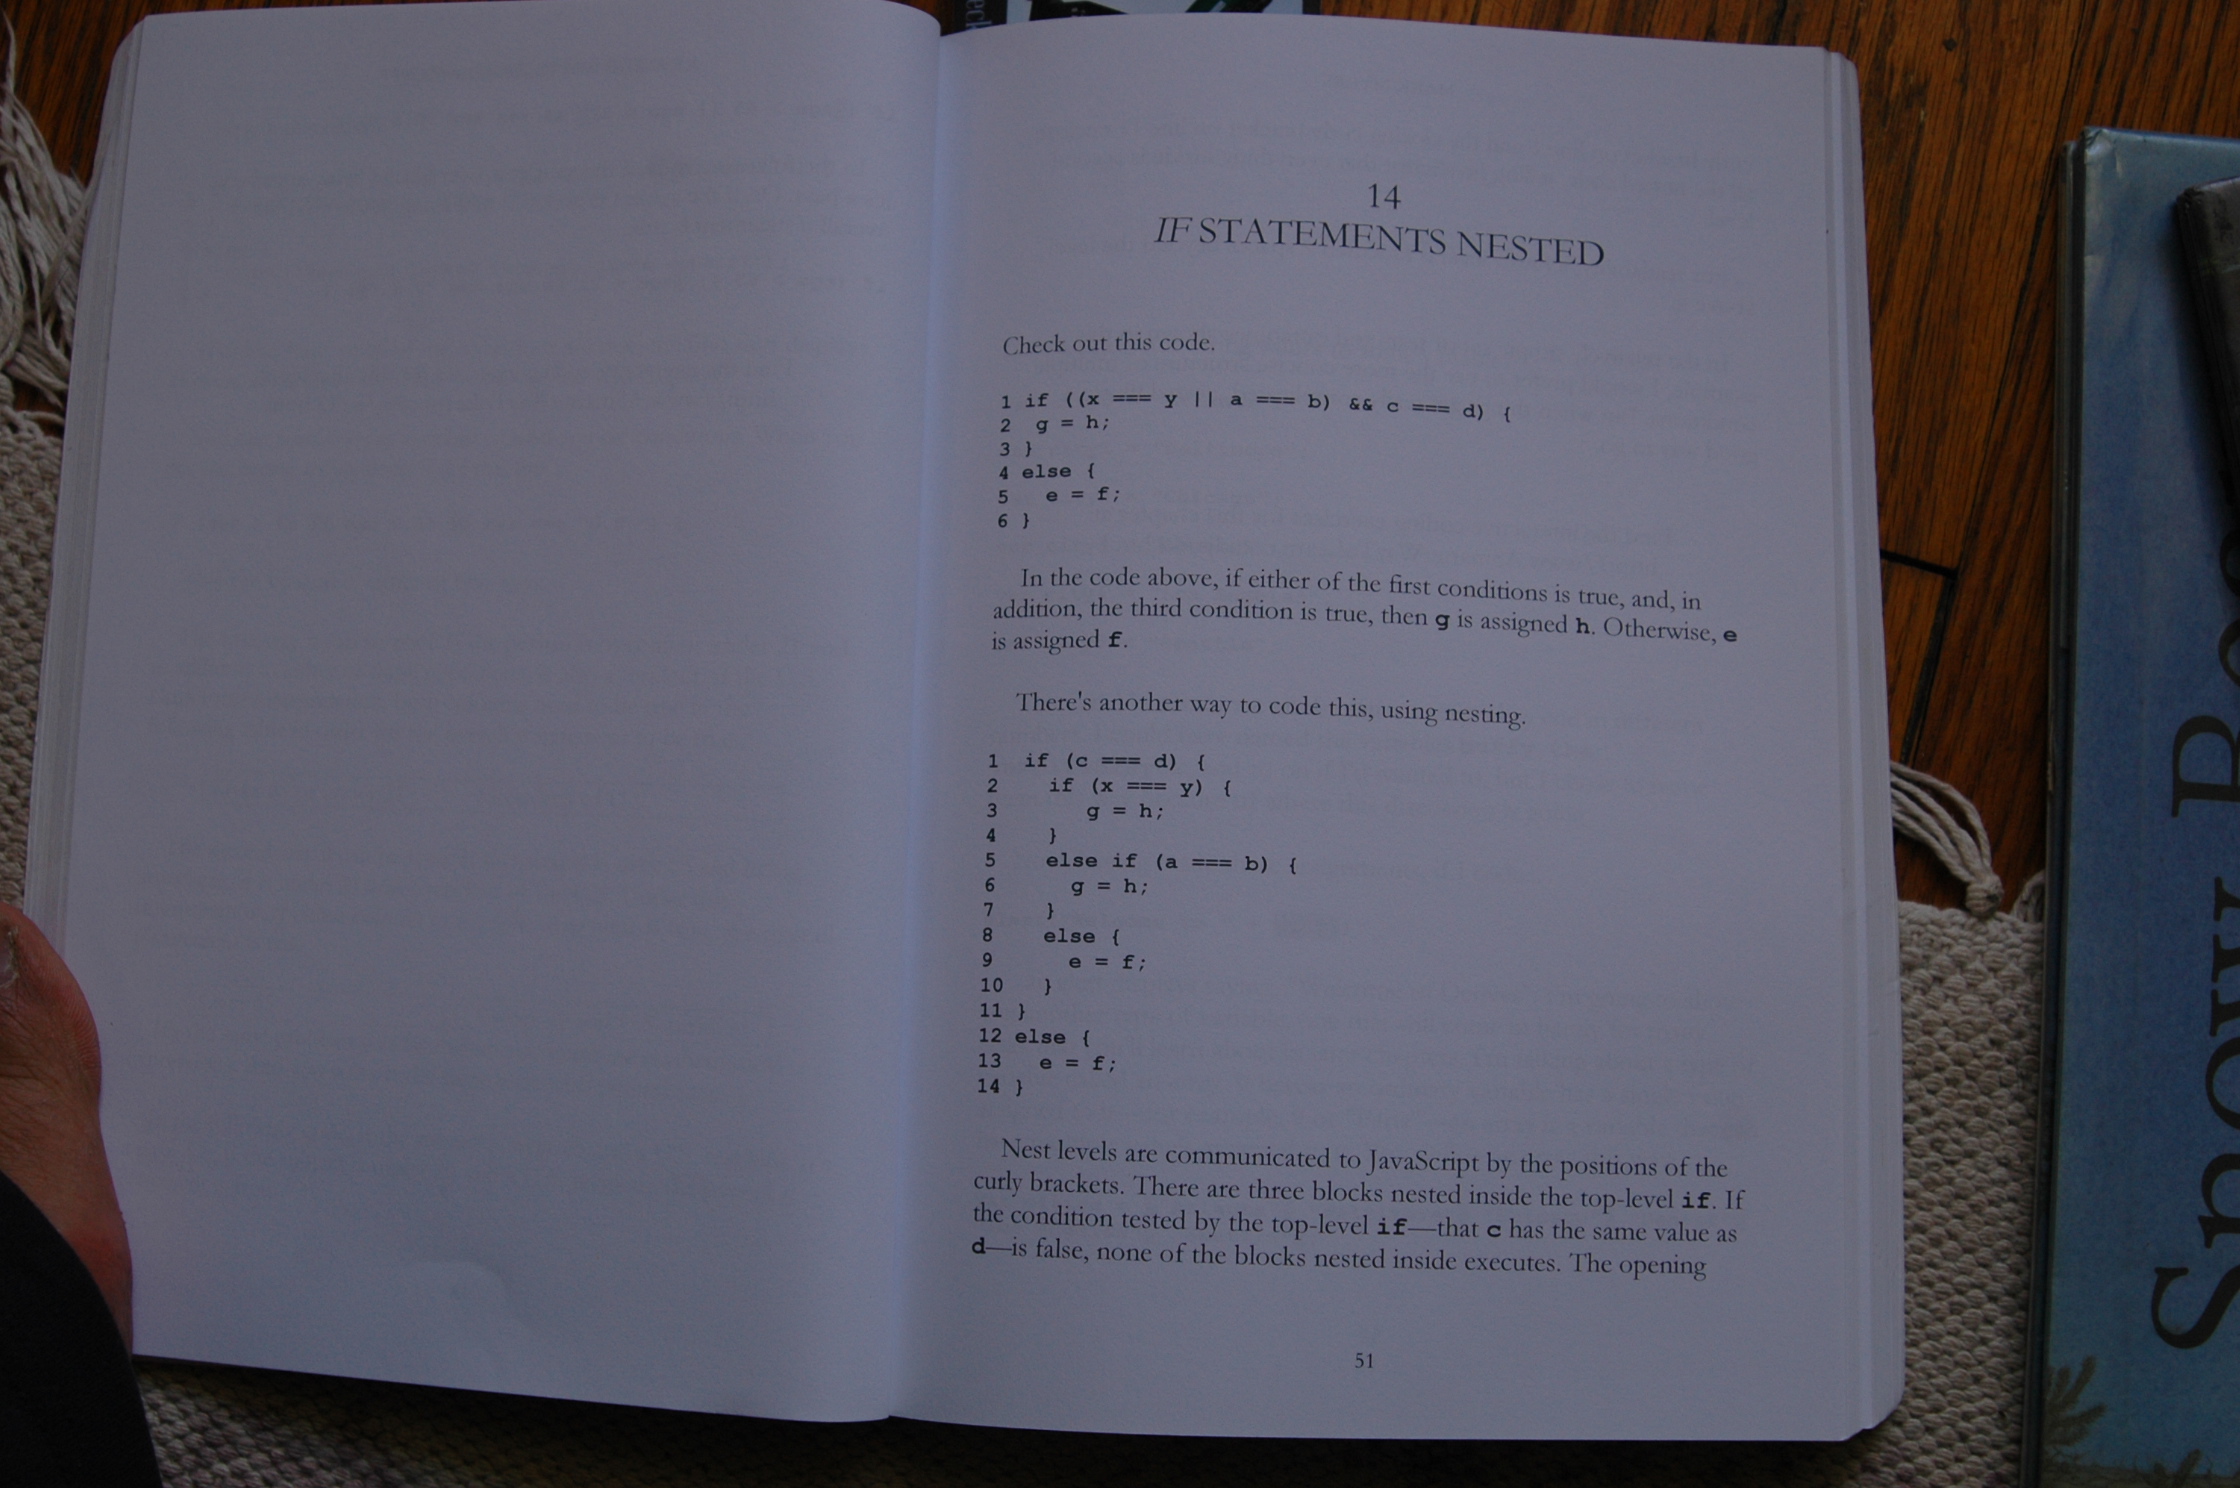 14
IF STATEMENTS NESTED
Check out this code.
1 if ((x === y || a === b) && c === d) {
2   g = h;
3 }
4 else {
5   e = f;
6 }
In the code above, if either of the first conditions is true, and, in
addition, the third condition is true, then g is assigned h. Otherwise, e
is assigned f.
There's another way to code this, using nesting.
1  if (c === d) {
2    if (x === y) {
3      g = h;
4    }
5    else if (a === b) {
6      g = h;
7    }
8    else {
9      e = f;
10   }
11 }
12 else {
13   e = f;
14 }
Nest levels are communicated to JavaScript by the positions of the
curly brackets. There are three blocks nested inside the top-level if. If
the condition tested by the top-level if—that c has the same value as
d—is false, none of the blocks nested inside executes. The opening
51
Snow